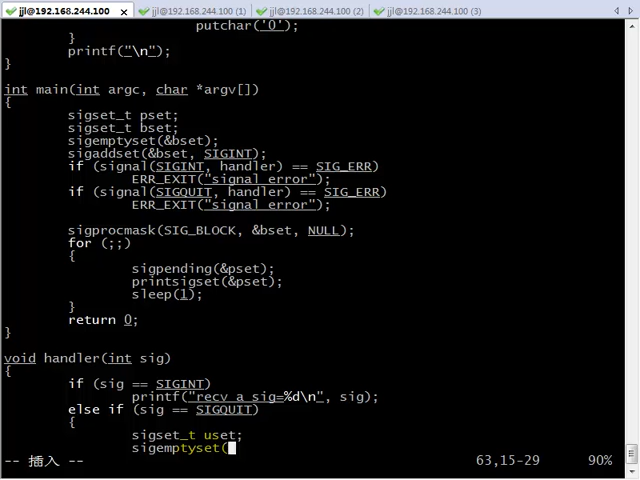 jjl@192.168.244.100 jjl@192.168.244.100 (1) jjl@192.168.244.100 (2) jjl@192.168.244.100 (3)
putchar('0');
}
printf("\n");
}
int main(int argc, char *argv[])
{
sigset_t pset;
sigset_t bset;
sigemptyset(&bset);
sigaddset(&bset, SIGINT);
if (signal(SIGINT, handler) == SIG_ERR)
ERR_EXIT("signal error");
if (signal(SIGQUIT, handler) == SIG_ERR)
ERR_EXIT("signal error");
sigprocmask(SIG_BLOCK, &bset, NULL);
for (;;)
{
sigpending(&pset);
printsigset(&pset);
sleep(1);
}
return 0;
}
void handler(int sig)
{
if (sig == SIGINT)
printf("recv a sig=%d\n", sig);
else if (sig == SIGQUIT)
{
sigset_t uset;
sigemptyset(
-- 插入 -- 63,15-29 90%